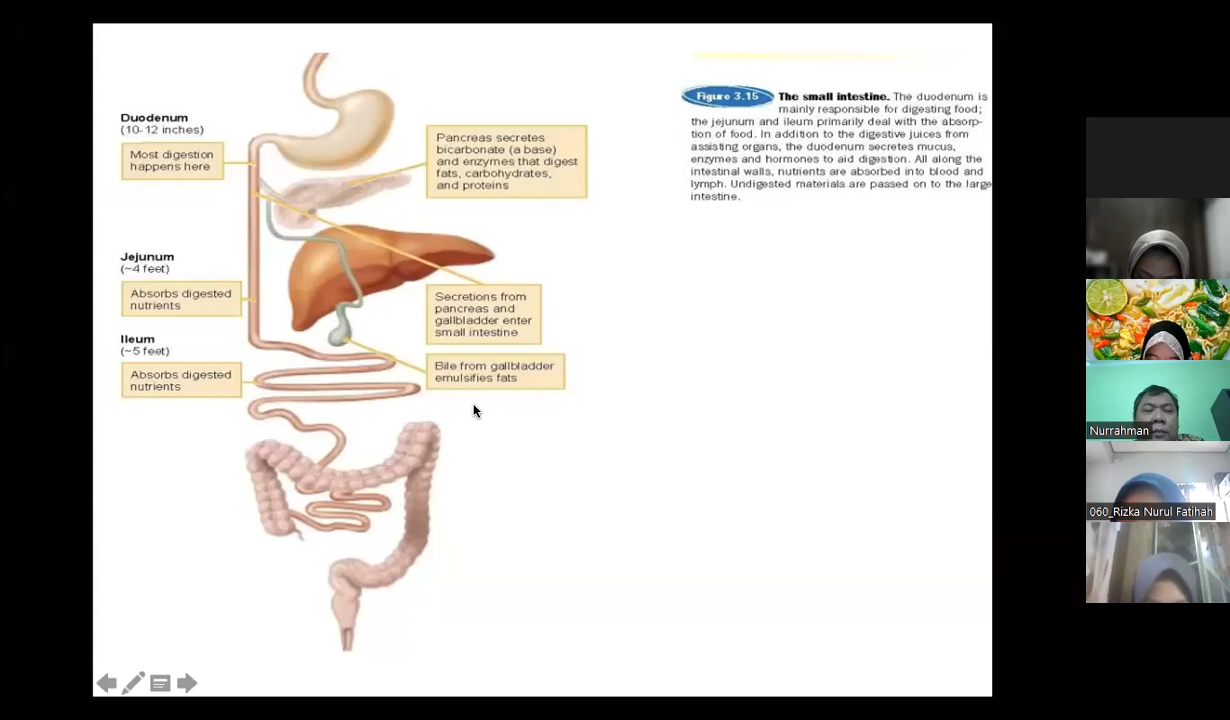 Duodenum
(10-12 inches)
Most digestion
happens here
Pancreas secretes
bicarbonate (a base)
and enzymes that digest
fats, carbohydrates,
and proteins
Jejunum
(~4 feet)
Absorbs digested
nutrients
Secretions from
pancreas and
gallbladder enter
small intestine
Ileum
(~5 feet)
Absorbs digested
nutrients
Bile from gallbladder
emulsifies fats
Figure 3.15 The small intestine. The duodenum is
mainly responsible for digesting food;
the jejunum and ileum primarily deal with the absorp-
tion of food. In addition to the digestive juices from
assisting organs, the duodenum secretes mucus,
enzymes and hormones to aid digestion. All along the
intestinal walls, nutrients are absorbed into blood and
lymph. Undigested materials are passed on to the large
intestine.
Nurrahman
060_Rizka Nurul Fatihah